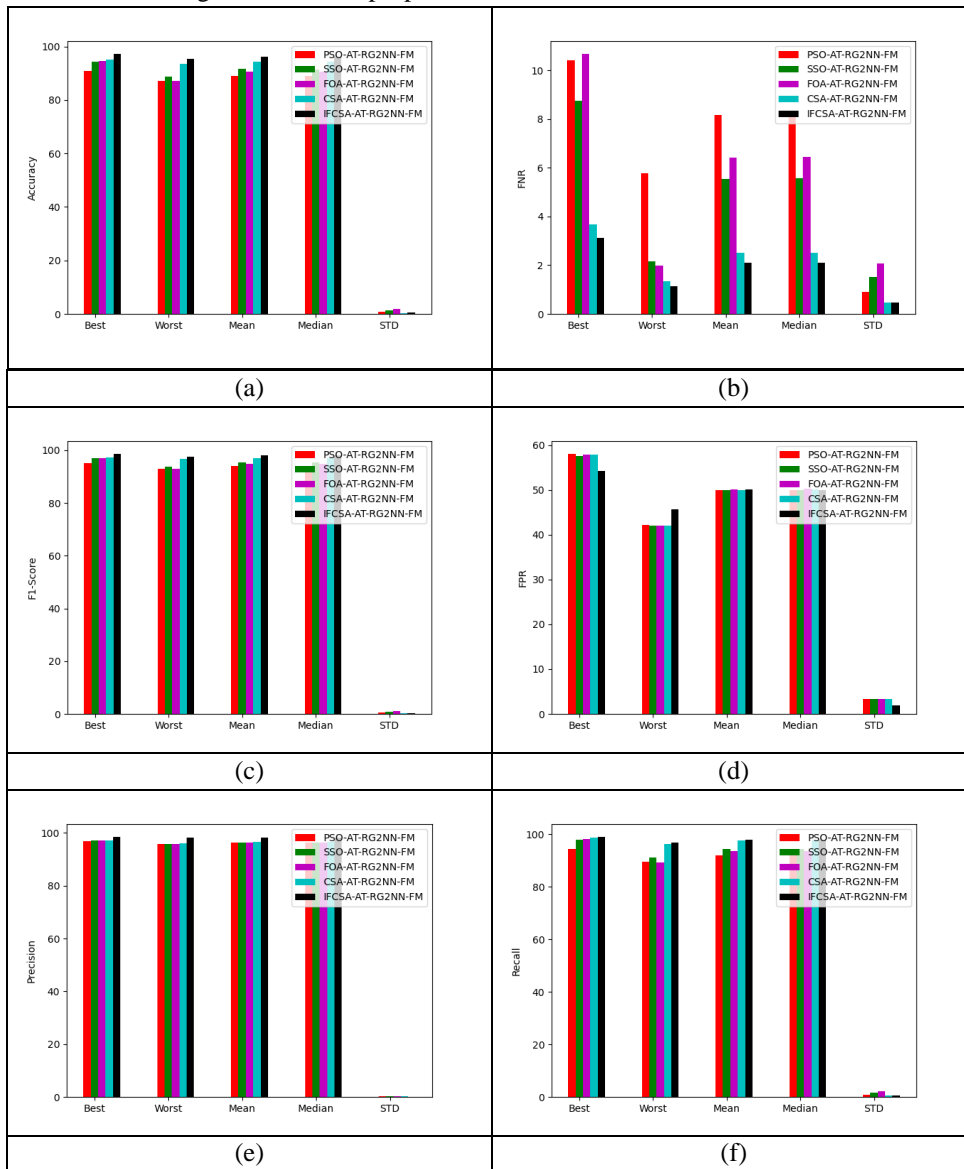 100
80
60
40
20
0
Accuracy
PSO-AT-RG2NN-FM
SSO-AT-RG2NN-FM
FOA-AT-RG2NN-FM
CSA-AT-RG2NN-FM
IFCSA-AT-RG2NN-FM
Best Worst Mean Median STD
10
8
6
4
2
0
FNR
PSO-AT-RG2NN-FM
SSO-AT-RG2NN-FM
FOA-AT-RG2NN-FM
CSA-AT-RG2NN-FM
IFCSA-AT-RG2NN-FM
Best Worst Mean Median STD
(a) (b)
100
80
60
40
20
0
F1-Score
PSO-AT-RG2NN-FM
SSO-AT-RG2NN-FM
FOA-AT-RG2NN-FM
CSA-AT-RG2NN-FM
IFCSA-AT-RG2NN-FM
Best Worst Mean Median STD
60
50
40
30
20
10
0
FPR
PSO-AT-RG2NN-FM
SSO-AT-RG2NN-FM
FOA-AT-RG2NN-FM
CSA-AT-RG2NN-FM
IFCSA-AT-RG2NN-FM
Best Worst Mean Median STD
(c) (d)
100
80
60
40
20
0
Precision
PSO-AT-RG2NN-FM
SSO-AT-RG2NN-FM
FOA-AT-RG2NN-FM
CSA-AT-RG2NN-FM
IFCSA-AT-RG2NN-FM
Best Worst Mean Median STD
100
80
60
40
20
0
Recall
PSO-AT-RG2NN-FM
SSO-AT-RG2NN-FM
FOA-AT-RG2NN-FM
CSA-AT-RG2NN-FM
IFCSA-AT-RG2NN-FM
Best Worst Mean Median STD
(e) (f)